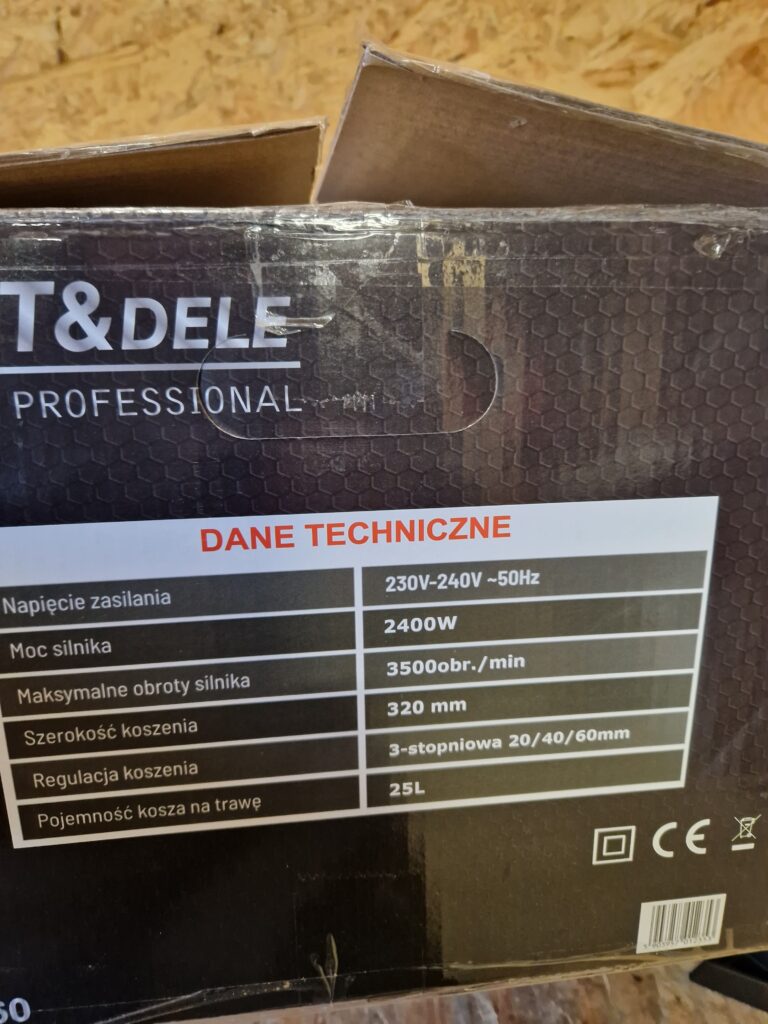 T&DELE
PROFESSIONAL
DANE TECHNICZNE
Napięcie zasilania 230V-240V ~50Hz
Moc silnika 2400W
Maksymalne obroty silnika 3500obr./min
Szerokość koszenia 320 mm
Regulacja koszenia 3-stopniowa 20/40/60mm
Pojemność kosza na trawę 25L
CE
60